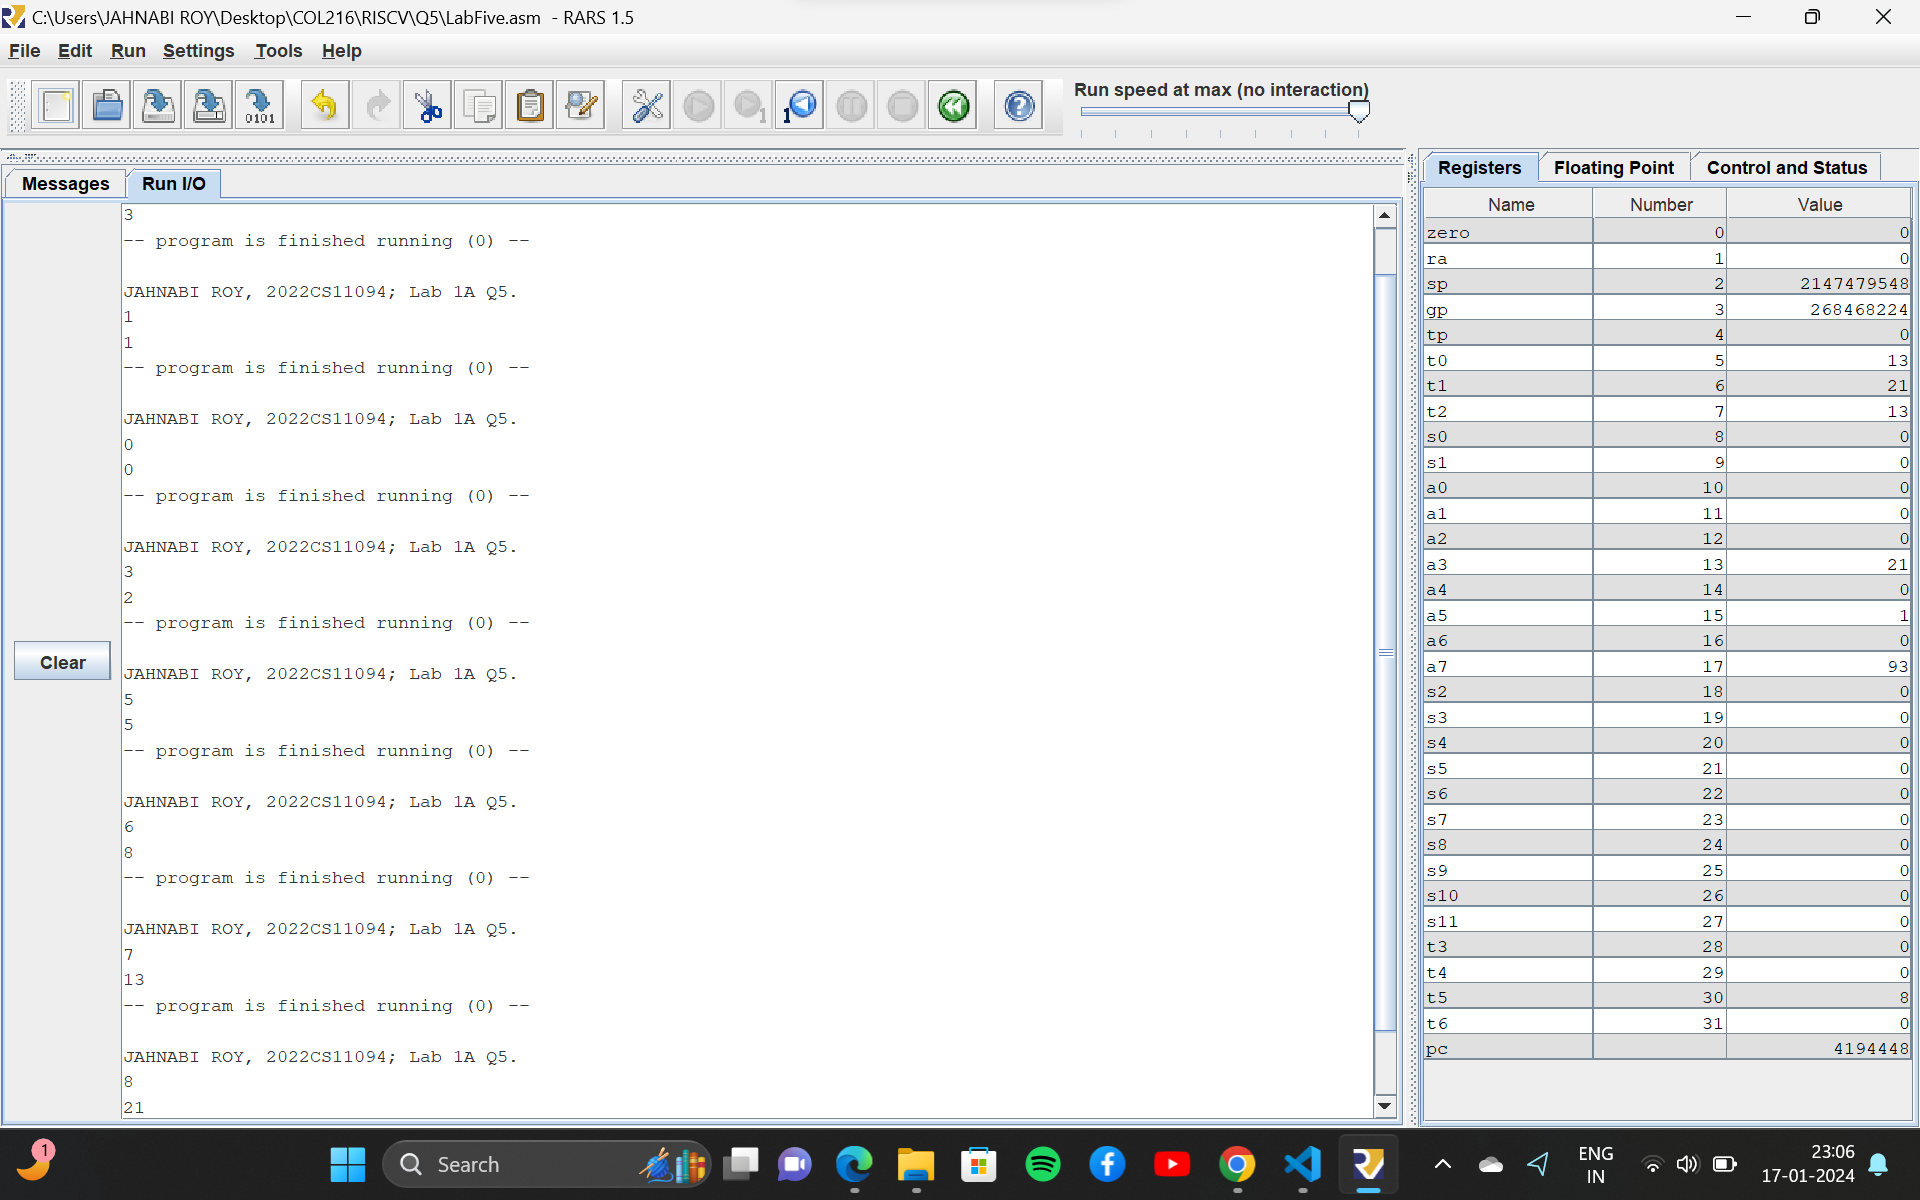 C:\Users\JAHNABI ROY\Desktop\COL216\RISCV\Q5\LabFive.asm - RARS 1.5
File Edit Run Settings Tools Help
Run speed at max (no interaction)
0101
1
1
Messages Run I/O
3
-- program is finished running (0) --
JAHNABI ROY, 2022CS11094; Lab 1A Q5.
1
1
-- program is finished running (0) --
JAHNABI ROY, 2022CS11094; Lab 1A Q5.
0
0
-- program is finished running (0) --
JAHNABI ROY, 2022CS11094; Lab 1A Q5.
3
2
-- program is finished running (0) --
JAHNABI ROY, 2022CS11094; Lab 1A Q5.
5
5
-- program is finished running (0) --
JAHNABI ROY, 2022CS11094; Lab 1A Q5.
6
8
-- program is finished running (0) --
JAHNABI ROY, 2022CS11094; Lab 1A Q5.
7
13
-- program is finished running (0) --
JAHNABI ROY, 2022CS11094; Lab 1A Q5.
8
21
Clear
Registers Floating Point Control and Status
Name Number Value
zero 0 0
ra 1 0
sp 2 2147479548
gp 3 268468224
tp 4 0
t0 5 13
t1 6 21
t2 7 13
s0 8 0
s1 9 0
a0 10 0
a1 11 0
a2 12 0
a3 13 21
a4 14 0
a5 15 1
a6 16 0
a7 17 93
s2 18 0
s3 19 0
s4 20 0
s5 21 0
s6 22 0
s7 23 0
s8 24 0
s9 25 0
s10 26 0
s11 27 0
t3 28 0
t4 29 0
t5 30 8
t6 31 0
pc 4194448
1
Search
ENG
IN
23:06
17-01-2024